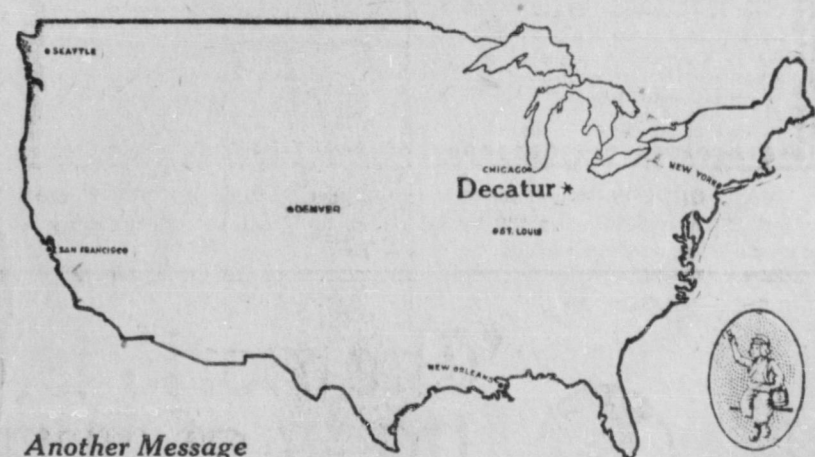 SEATTLE
CHICAGO
NEW YORK
Decatur
DENVER
ST. LOUIS
SAN FRANCISCO
NEW ORLEANS
Another Message